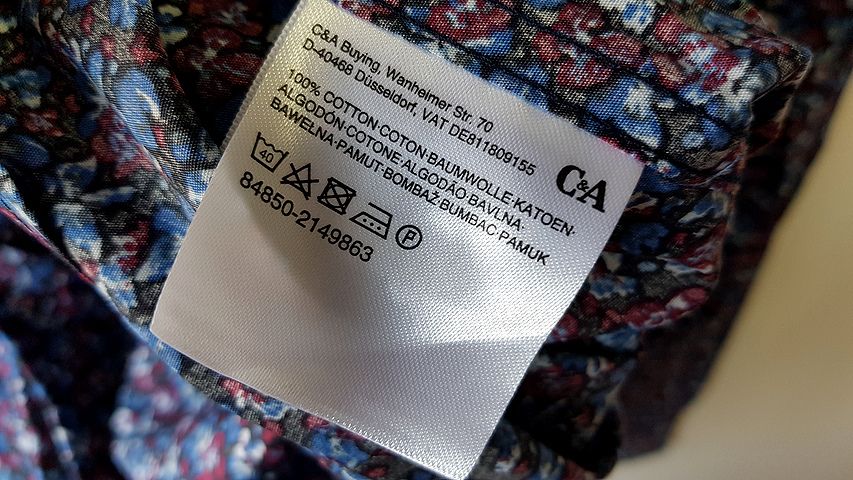 C&A Buying, Wanheimer Str. 70
D-40468 Düsseldorf, VAT DE811809155
100% COTTON·COTON·BAUMWOLLE·KATOEN·
ALGODÓN·COTONE·ALGODÃO·BAVLNA·
BAWEŁNA·PAMUT·BOMBAŽ·BUMBAC·PAMUK
C&A
40
P
84850-2149863